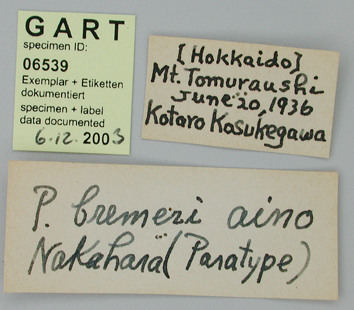 GART
specimen ID:
06539
Exemplar + Etiketten
dokumentiert
specimen + label
data documented
6.12. 2003
[Hokkaido]
Mt. Tomuraushi
June 20, 1936
Kotaro Kosukegawa
P. bremeri aino
Nakahara (Paratype)